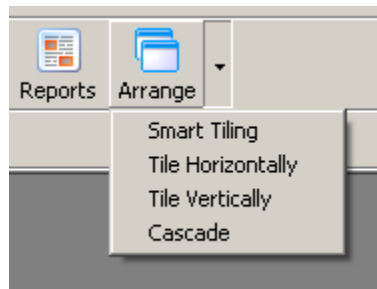 Reports Arrange
Smart Tiling
Tile Horizontally
Tile Vertically
Cascade